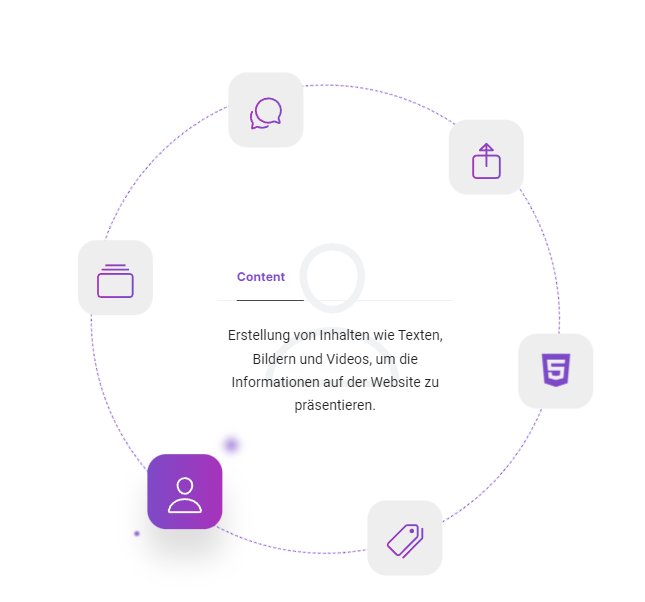 Content
Erstellung von Inhalten wie Texten,
Bildern und Videos, um die
Informationen auf der Website zu
präsentieren.